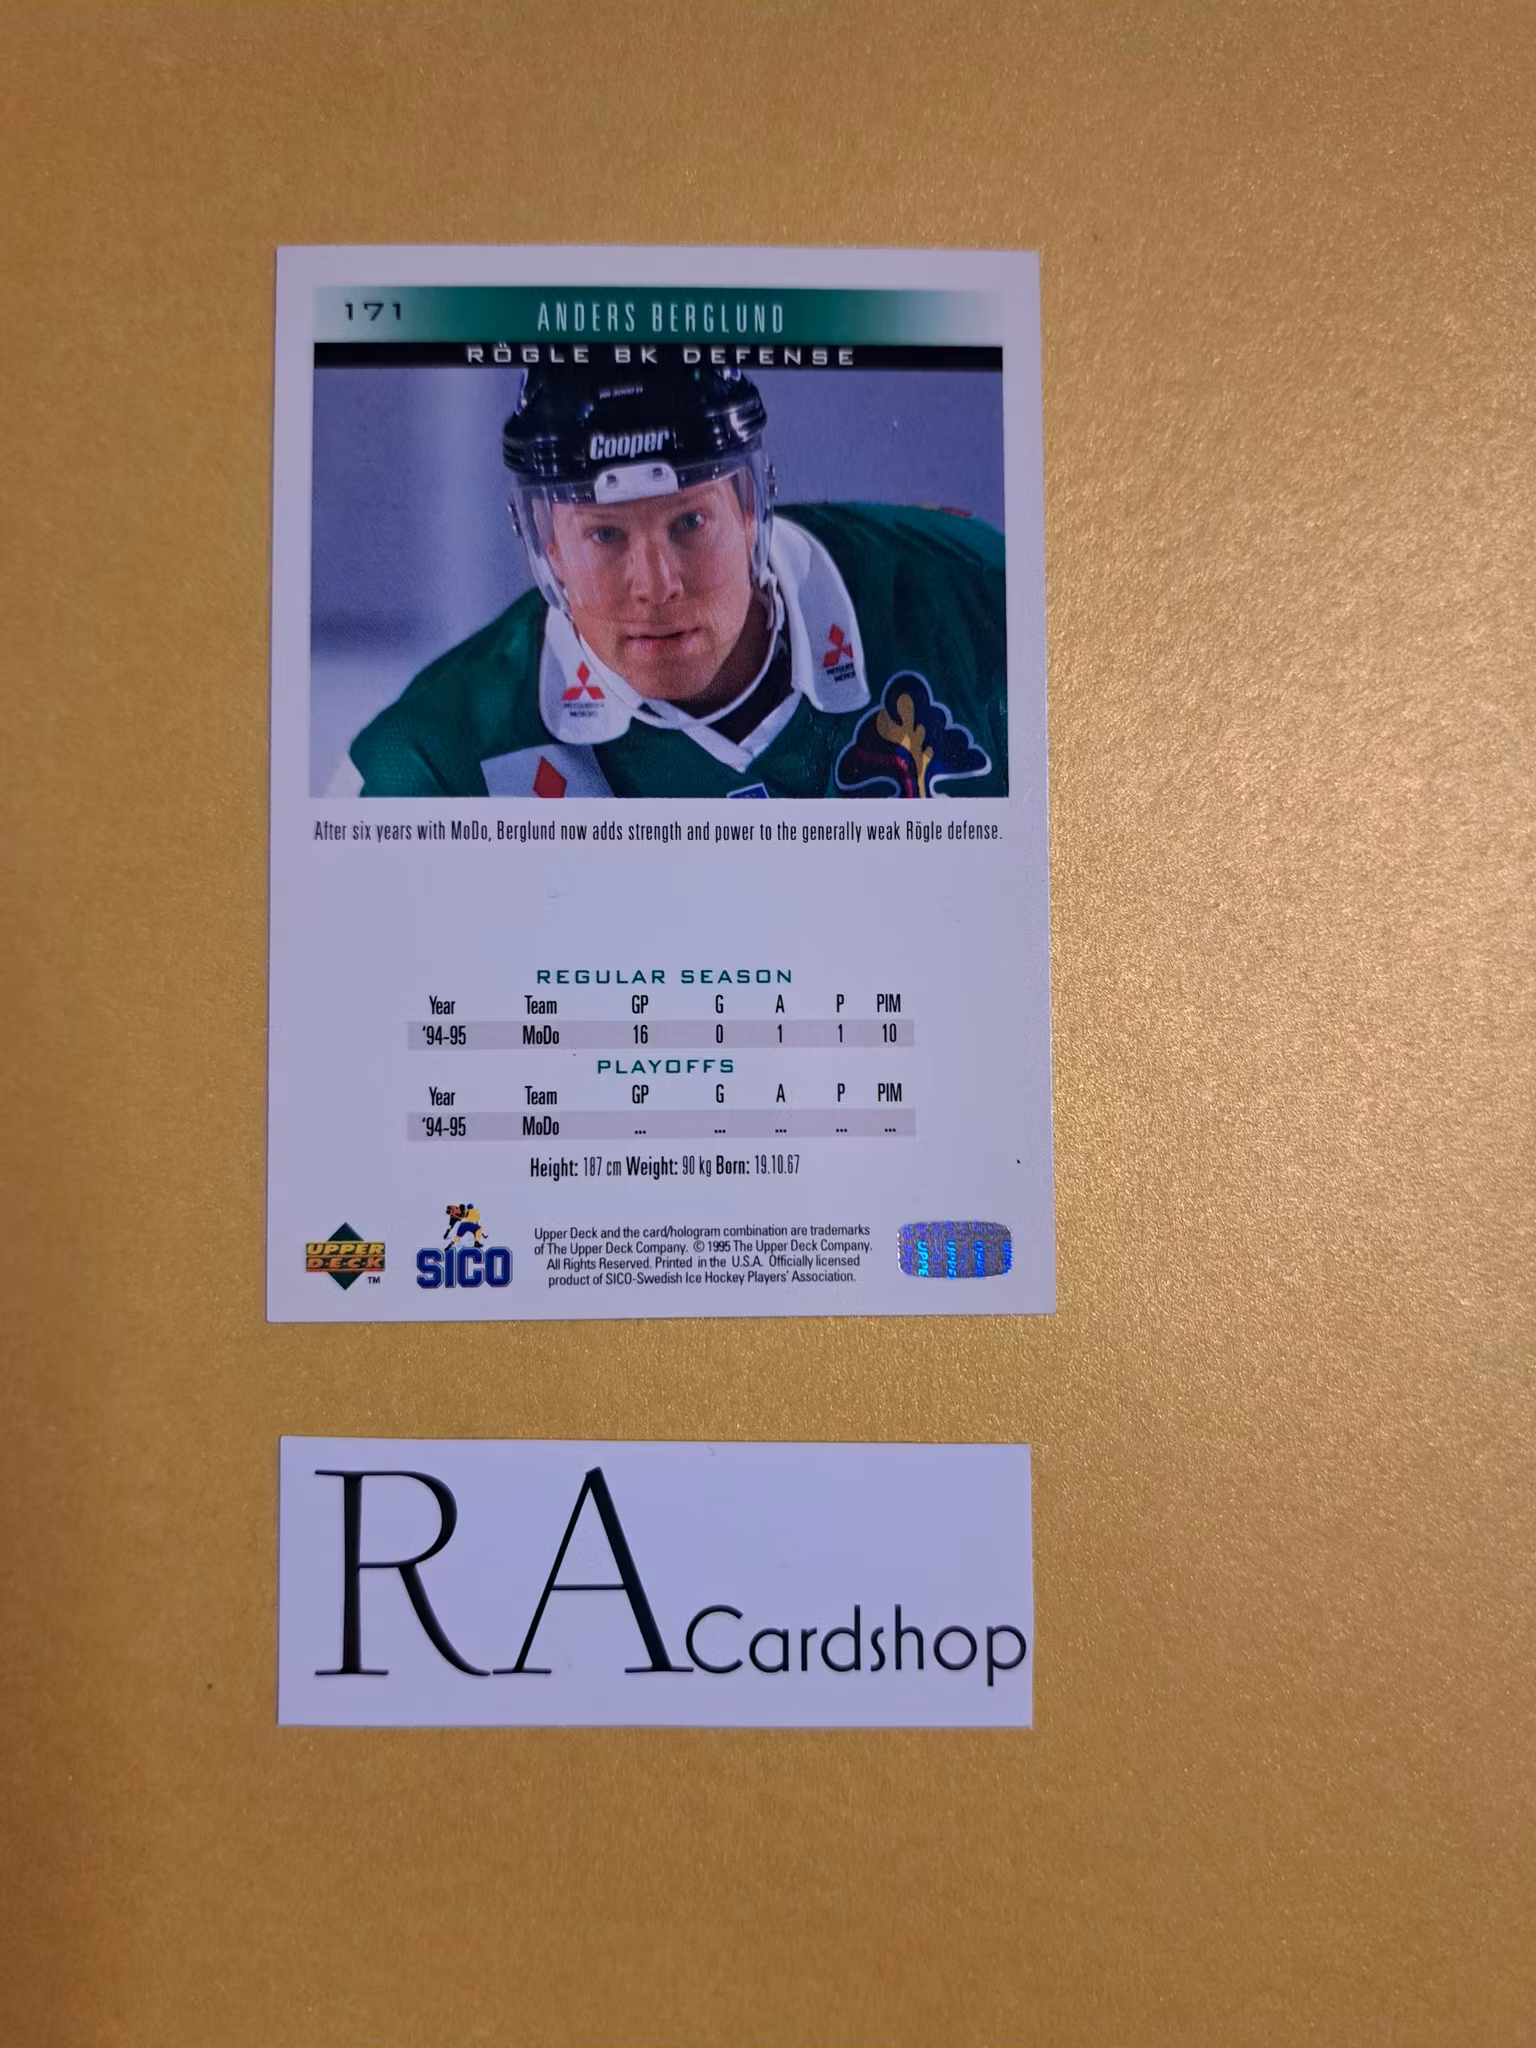 171
ANDERS BERGLUND
RÖGLE BK DEFENSE
Cooper
After six years with MoDo, Berglund now adds strength and power to the generally weak Rögle defense.
REGULAR SEASON
Year Team GP G A P PIM
'94-95 MoDo 16 0 1 1 10
PLAYOFFS
Year Team GP G A P PIM
'94-95 MoDo ... ... ... ... ...
Height: 187 cm Weight: 90 kg Born: 19.10.67
UPPER
DECK
TM
SICO
Upper Deck and the card/hologram combination are trademarks
of The Upper Deck Company. © 1995 The Upper Deck Company.
All Rights Reserved. Printed in the U.S.A. Officially licensed
product of SICO-Swedish Ice Hockey Players' Association.
RA Cardshop